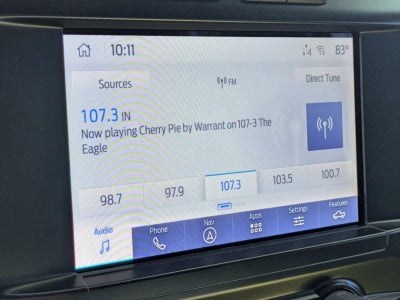 10:11 4 83°
Sources FM Direct Tune
107.3 IN
Now playing Cherry Pie by Warrant on 107-3 The
Eagle
98.7 97.9 107.3 103.5 100.7
Audio Phone Nav Apps Settings Features